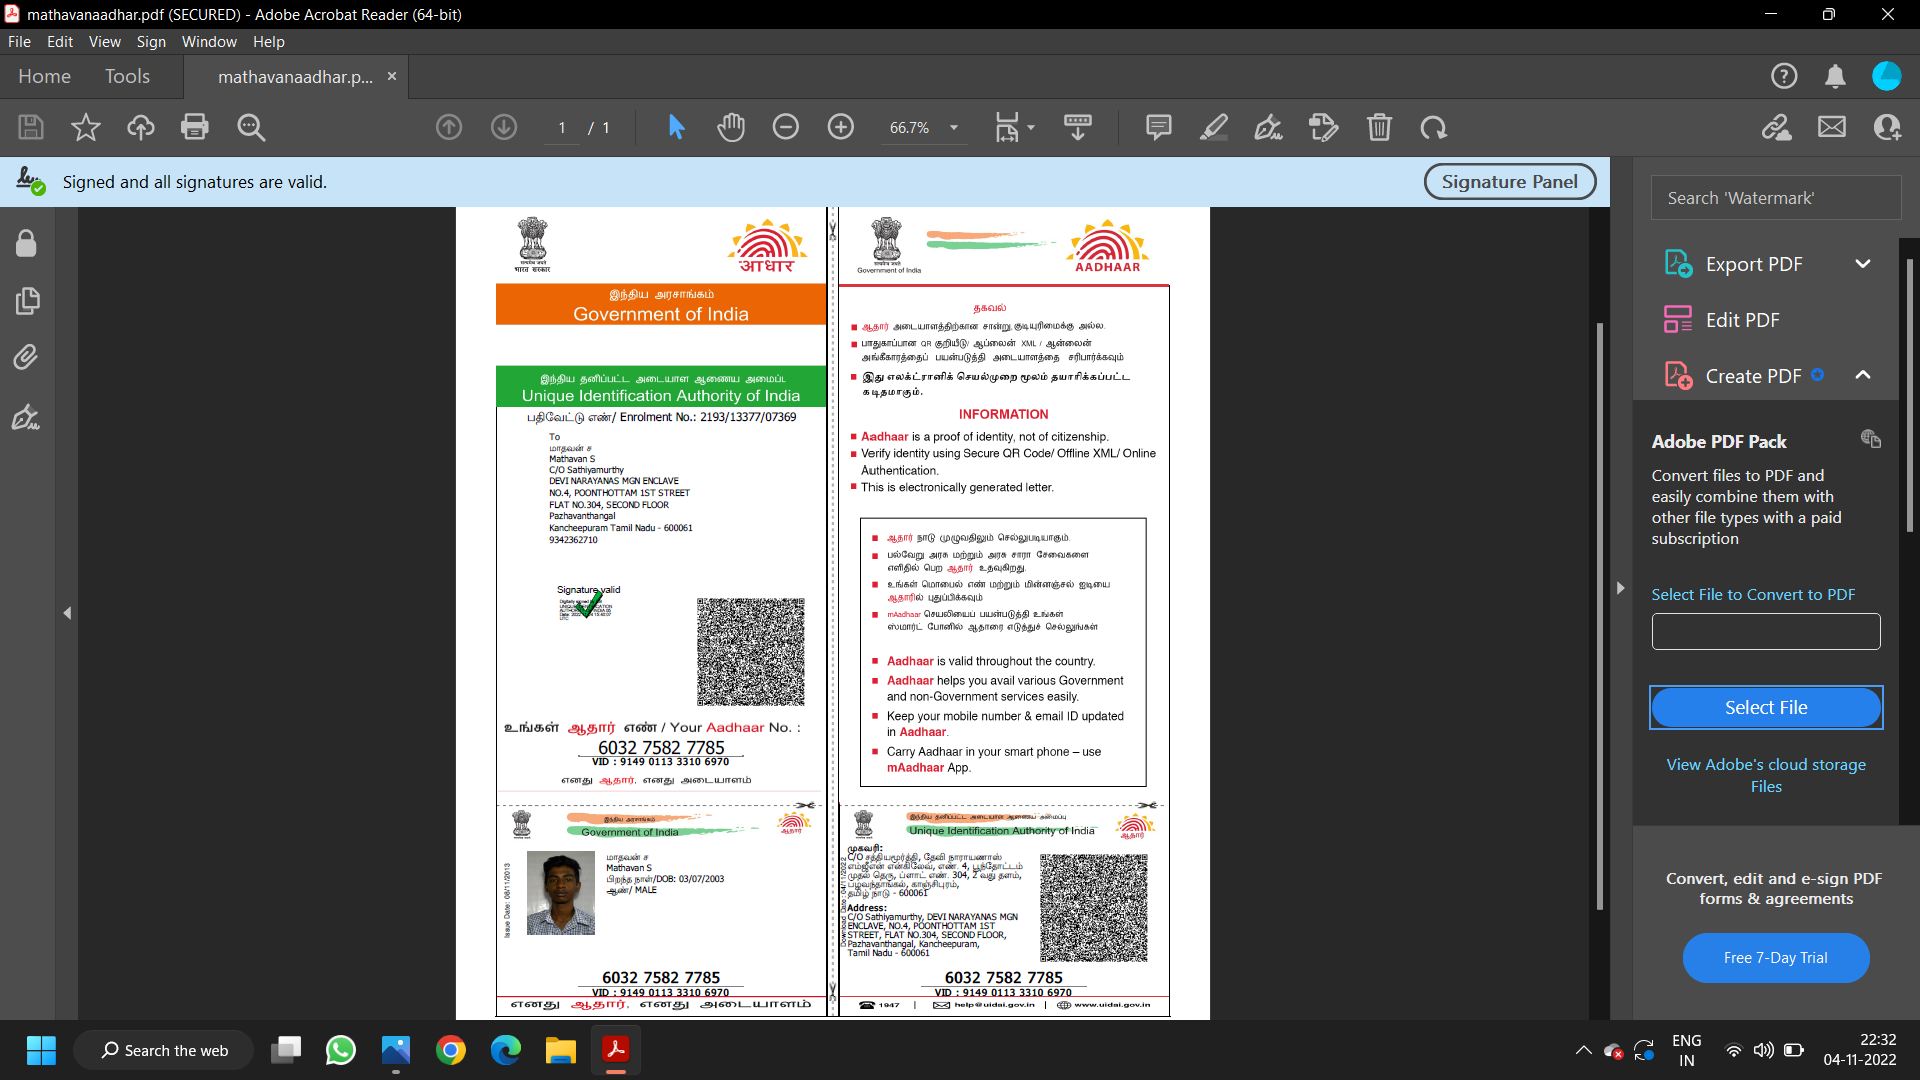 mathavanaadhar.pdf (SECURED) - Adobe Acrobat Reader (64-bit)
File Edit View Sign Window Help
Home Tools mathavanaadhar.p... ×
1 / 1 66.7%
Signed and all signatures are valid.
Signature Panel
भारत सरकार
आधार
இந்திய அரசாங்கம்
Government of India
இந்திய தனிப்பட்ட அடையாள ஆணைய அமைப்பு
Unique Identification Authority of India
பதிவேட்டு எண்/ Enrolment No.: 2193/13377/07369
To
மாதவன் ச
Mathavan S
C/O Sathiyamurthy
DEVI NARAYANAS MGN ENCLAVE
NO.4, POONTHOTTAM 1ST STREET
FLAT NO.304, SECOND FLOOR
Pazhavanthangal
Kancheepuram Tamil Nadu - 600061
9342362710
Signature valid
உங்கள் ஆதார் எண் / Your Aadhaar No. :
6032 7582 7785
VID : 9149 0113 3310 6970
எனது ஆதார், எனது அடையாளம்
Government of India
AADHAAR
தகவல்
ஆதார் அடையாளத்திற்கான சான்று, குடியுரிமைக்கு அல்ல.
பாதுகாப்பான QR குறியீடு/ ஆப்லைன் XML / ஆன்லைன்
அங்கீகாரத்தைப் பயன்படுத்தி அடையாளத்தை சரிபார்க்கவும்
இது எலக்ட்ரானிக் செயல்முறை மூலம் தயாரிக்கப்பட்ட
கடிதமாகும்.
INFORMATION
Aadhaar is a proof of identity, not of citizenship.
Verify identity using Secure QR Code/ Offline XML/ Online
Authentication.
This is electronically generated letter.
ஆதார் நாடு முழுவதிலும் செல்லுபடியாகும்.
பல்வேறு அரசு மற்றும் அரசு சாரா சேவைகளை
எளிதில் பெற ஆதார் உதவுகிறது.
உங்கள் மொபைல் எண் மற்றும் மின்னஞ்சல் ஐடியை
ஆதாரில் புதுப்பிக்கவும்
mAadhaar செயலியைப் பயன்படுத்தி உங்கள்
ஸ்மார்ட் போனில் ஆதாரை எடுத்துச் செல்லுங்கள்
Aadhaar is valid throughout the country.
Aadhaar helps you avail various Government
and non-Government services easily.
Keep your mobile number & email ID updated
in Aadhaar.
Carry Aadhaar in your smart phone – use
mAadhaar App.
இந்திய அரசாங்கம்
Government of India
ஆதார்
Issue Date: 08/11/2013
மாதவன் ச
Mathavan S
பிறந்த நாள்/DOB: 03/07/2003
ஆண்/ MALE
6032 7582 7785
VID : 9149 0113 3310 6970
எனது ஆதார், எனது அடையாளம்
இந்திய தனிப்பட்ட அடையாள ஆணைய அமைப்பு
Unique Identification Authority of India
ஆதார்
Download Date : 04/11/2022
முகவரி:
C/O சத்தியமூர்த்தி, தேவி நாராயணாஸ்
எம்ஜிஎன் என்கிலேவ், எண். 4, பூந்தோட்டம்
முதல் தெரு, ப்ளாட் எண். 304, 2 வது தளம்,
பழவந்தாங்கல், காஞ்சிபுரம்,
தமிழ் நாடு - 600061
Address:
C/O Sathiyamurthy, DEVI NARAYANAS MGN
ENCLAVE, NO.4, POONTHOTTAM 1ST
STREET, FLAT NO.304, SECOND FLOOR,
Pazhavanthangal, Kancheepuram,
Tamil Nadu - 600061
6032 7582 7785
VID : 9149 0113 3310 6970
1947 | help@uidai.gov.in | www.uidai.gov.in
Search 'Watermark'
Export PDF
Edit PDF
Create PDF
Adobe PDF Pack
Convert files to PDF and
easily combine them with
other file types with a paid
subscription
Select File to Convert to PDF
Select File
View Adobe's cloud storage
Files
Convert, edit and e-sign PDF
forms & agreements
Free 7-Day Trial
Search the web
ENG
IN
22:32
04-11-2022